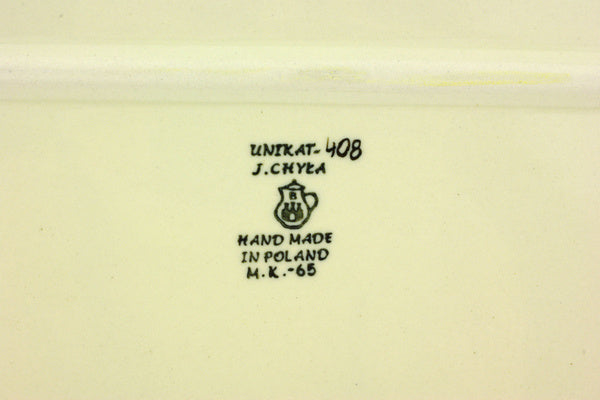 UNIKAT-408
J. CHYŁA
B
HAND MADE
IN POLAND
M.K.-65